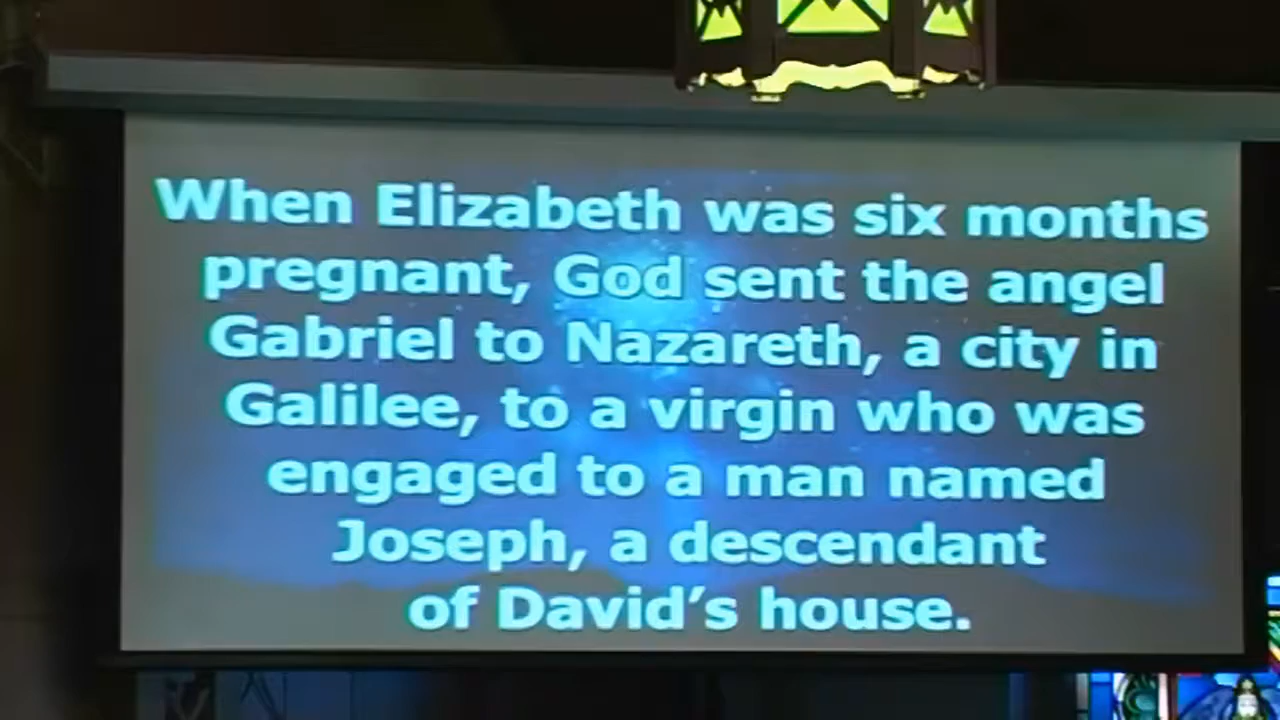 When Elizabeth was six months
pregnant, God sent the angel
Gabriel to Nazareth, a city in
Galilee, to a virgin who was
engaged to a man named
Joseph, a descendant
of David’s house.